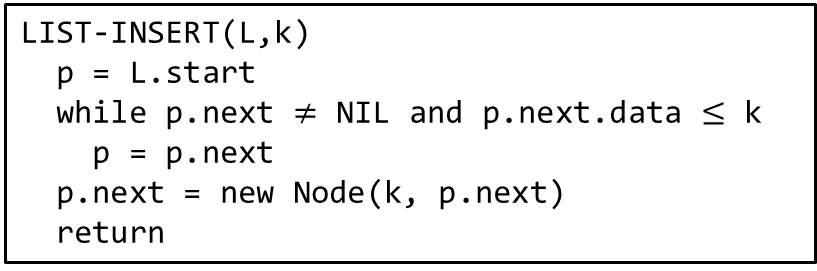 LIST-INSERT(L,k)
  p = L.start
  while p.next ≠ NIL and p.next.data ≤ k
    p = p.next
  p.next = new Node(k, p.next)
  return